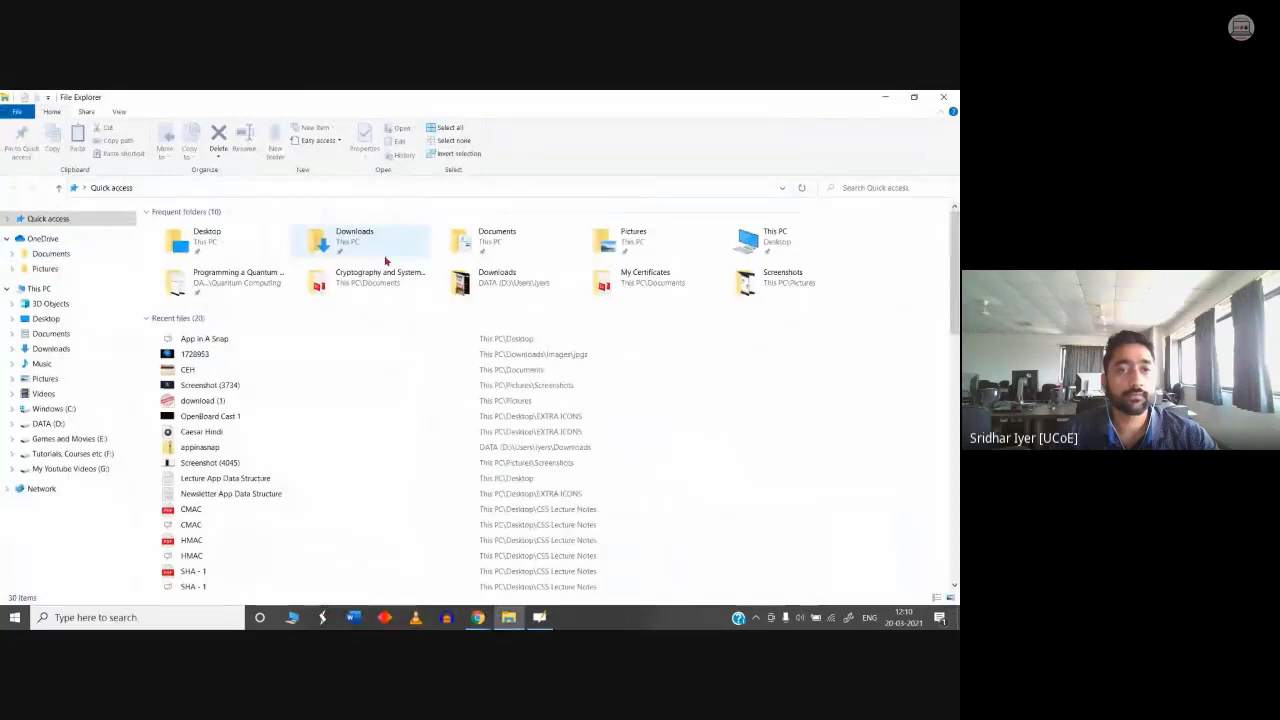 File Explorer
File Home Share View
Pin to Quick access
Copy
Paste
Cut
Copy path
Paste shortcut
Clipboard
Move to
Copy to
Delete
Rename
Organize
New folder
New item
Easy access
New
Properties
Open
Edit
History
Open
Select all
Select none
Invert selection
Select
Quick access
Search Quick access
Quick access
OneDrive
Documents
Pictures
This PC
3D Objects
Desktop
Documents
Downloads
Music
Pictures
Videos
Windows (C:)
DATA (D:)
Games and Movies (E:)
Tutorials, Courses etc (F:)
My Youtube Videos (G:)
Network
Frequent folders (10)
Desktop
This PC
Downloads
This PC
Documents
This PC
Pictures
This PC
This PC
Desktop
Programming a Quantum ...
DA...\Quantum Computing
Cryptography and System...
This PC\Documents
Downloads
DATA (D:)\Users\iyers
My Certificates
This PC\Documents
Screenshots
This PC\Pictures
Recent files (20)
App in A Snap This PC\Desktop
1728953 This PC\Downloads\Images\jpgs
CEH This PC\Documents
Screenshot (3734) This PC\Pictures\Screenshots
download (1) This PC\Pictures
OpenBoard Cast 1 This PC\Desktop\EXTRA ICONS
Caesar Hindi This PC\Desktop\EXTRA ICONS
appinasnap DATA (D:)\Users\iyers\Downloads
Screenshot (4045) This PC\Pictures\Screenshots
Lecture App Data Structure This PC\Desktop
Newsletter App Data Structure This PC\Desktop\EXTRA ICONS
CMAC This PC\Desktop\CSS Lecture Notes
CMAC This PC\Desktop\CSS Lecture Notes
HMAC This PC\Desktop\CSS Lecture Notes
HMAC This PC\Desktop\CSS Lecture Notes
SHA - 1 This PC\Desktop\CSS Lecture Notes
SHA - 1 This PC\Desktop\CSS Lecture Notes
30 items
Type here to search
ENG
12:10
20-03-2021
Sridhar Iyer [UCoE]